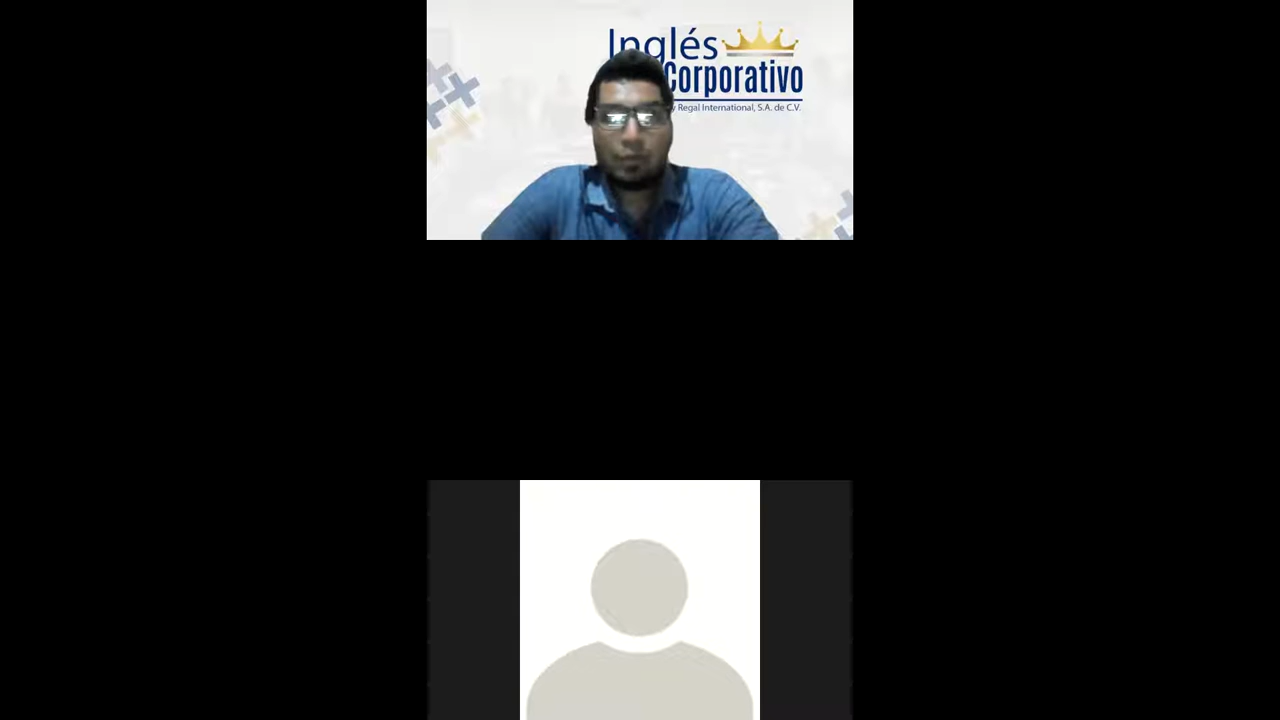 Inglés
Corporativo
y Regal International, S.A. de C.V.